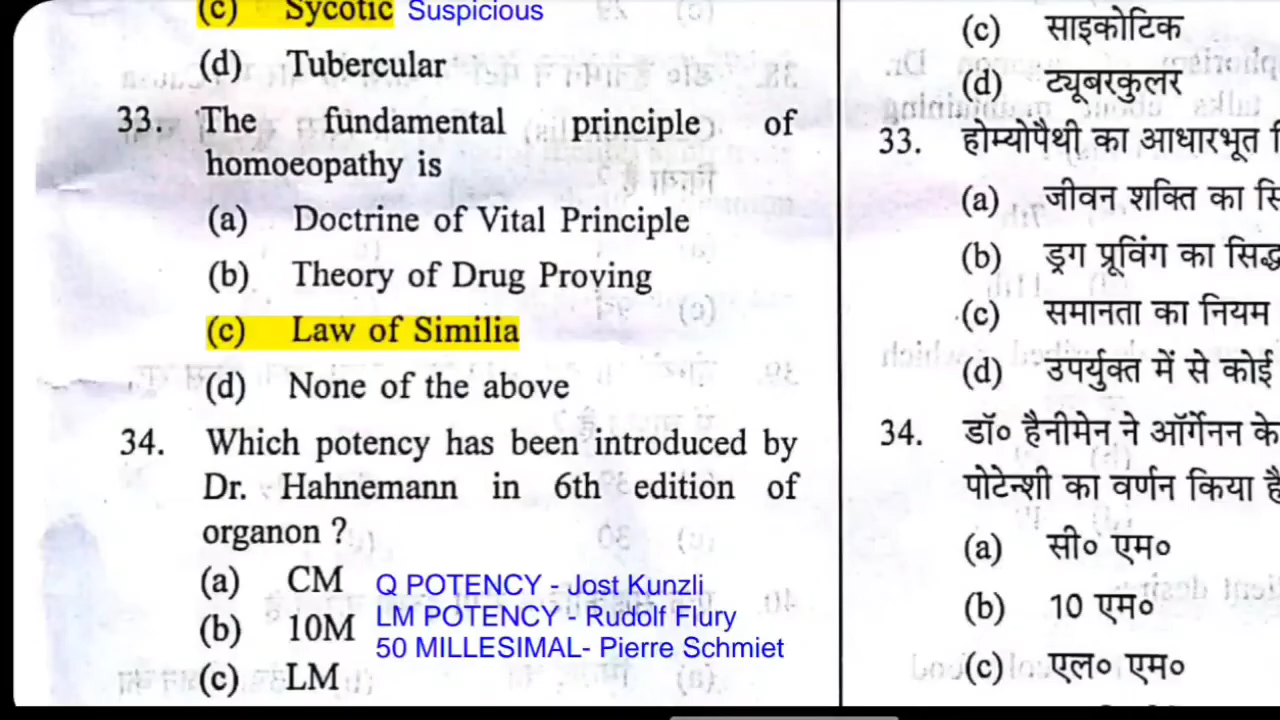 (c) Sycotic Suspicious
(d) Tubercular
33. The fundamental principle of
homoeopathy is
(a) Doctrine of Vital Principle
(b) Theory of Drug Proving
(c) Law of Similia
(d) None of the above
34. Which potency has been introduced by
Dr. Hahnemann in 6th edition of
organon ?
(a) CM
(b) 10M
(c) LM
Q POTENCY - Jost Kunzli
LM POTENCY - Rudolf Flury
50 MILLESIMAL- Pierre Schmiet
(c) साइकोटिक
(d) ट्यूबरकुलर
33. होम्योपैथी का आधारभूत
(a) जीवन शक्ति का
(b) ड्रग प्रूविंग का
(c) समानता का नियम
(d) उपर्युक्त में से कोई
34. डॉ० हैनीमेन ने ऑर्गेनन के
पोटेन्शी का वर्णन किया है
(a) सी० एम०
(b) 10 एम०
(c) एल० एम०